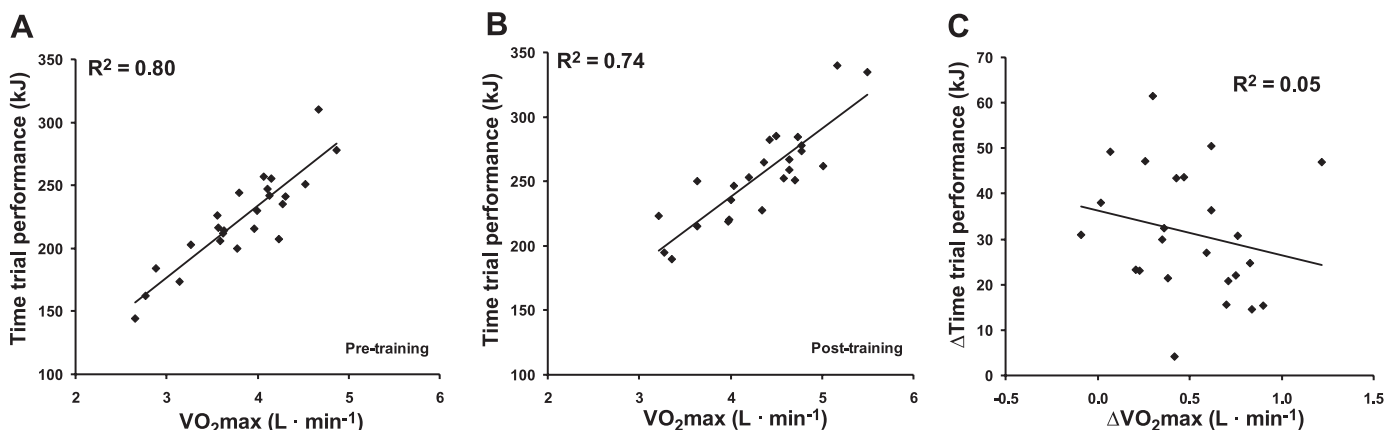 A
R² = 0.80
Time trial performance (kJ)
350
300
250
200
150
100
Pre-training
2
3
4
5
6
VO₂max (L · min⁻¹)
B
R² = 0.74
Time trial performance (kJ)
350
300
250
200
150
100
Post-training
2
3
4
5
6
VO₂max (L · min⁻¹)
C
R² = 0.05
ΔTime trial performance (kJ)
70
60
50
40
30
20
10
0
-0.5
0.0
0.5
1.0
1.5
ΔVO₂max (L · min⁻¹)